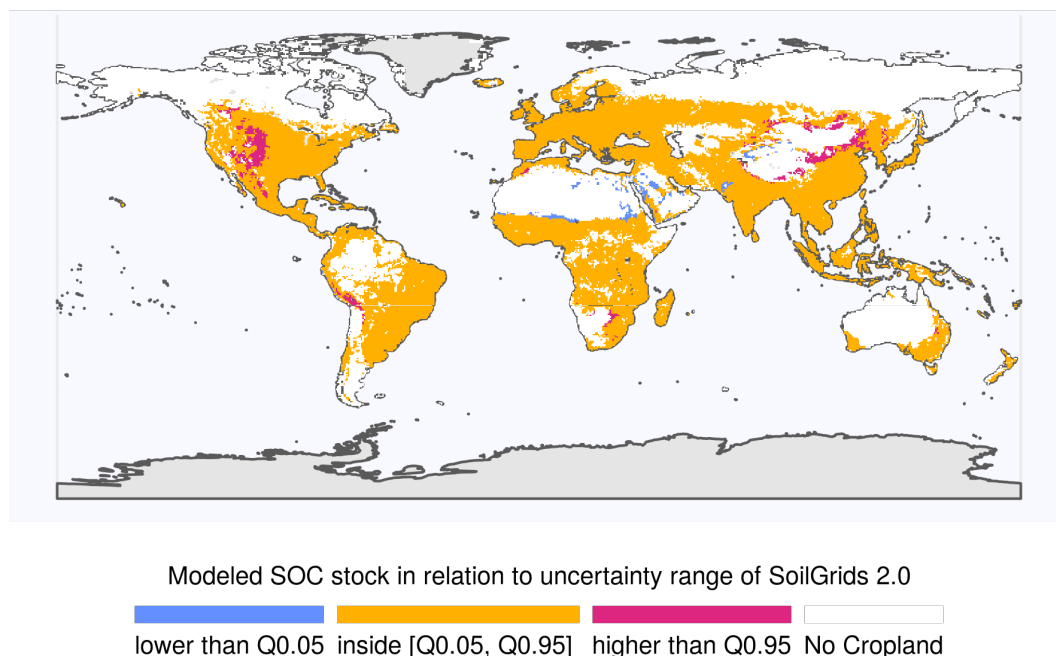 Modeled SOC stock in relation to uncertainty range of SoilGrids 2.0
lower than Q0.05 inside [Q0.05, Q0.95] higher than Q0.95 No Cropland